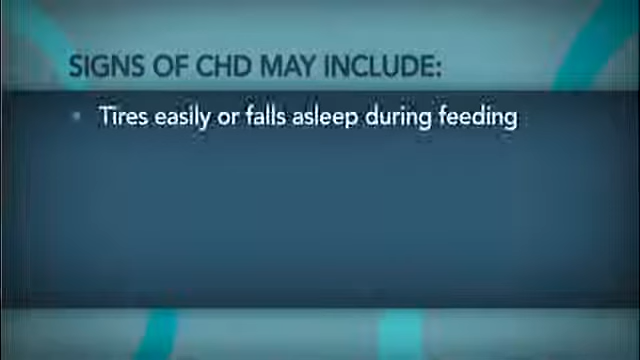 SIGNS OF CHD MAY INCLUDE:
• Tires easily or falls asleep during feeding